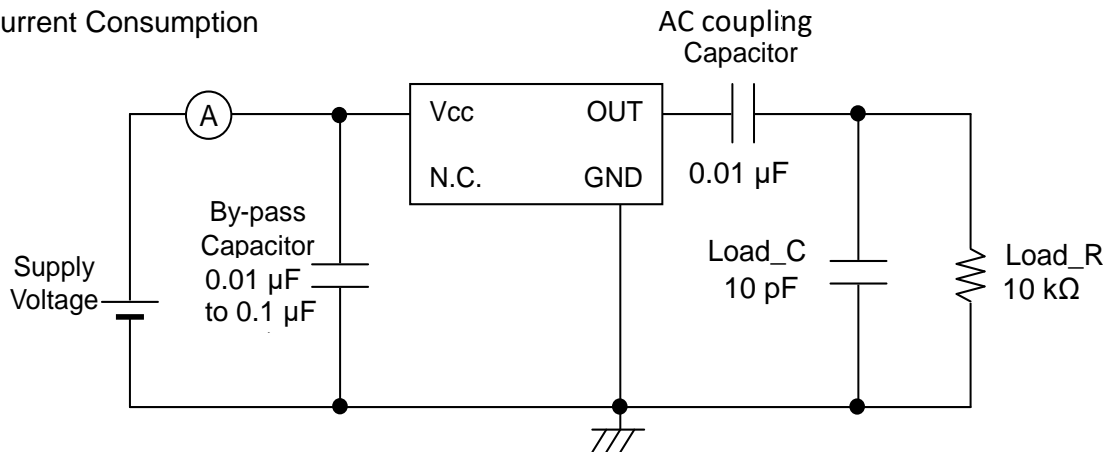 urrent Consumption
AC coupling
Capacitor
A
Vcc
OUT
N.C.
GND
0.01 µF
By-pass
Capacitor
0.01 µF
to 0.1 µF
Supply
Voltage
Load_C
10 pF
Load_R
10 kΩ